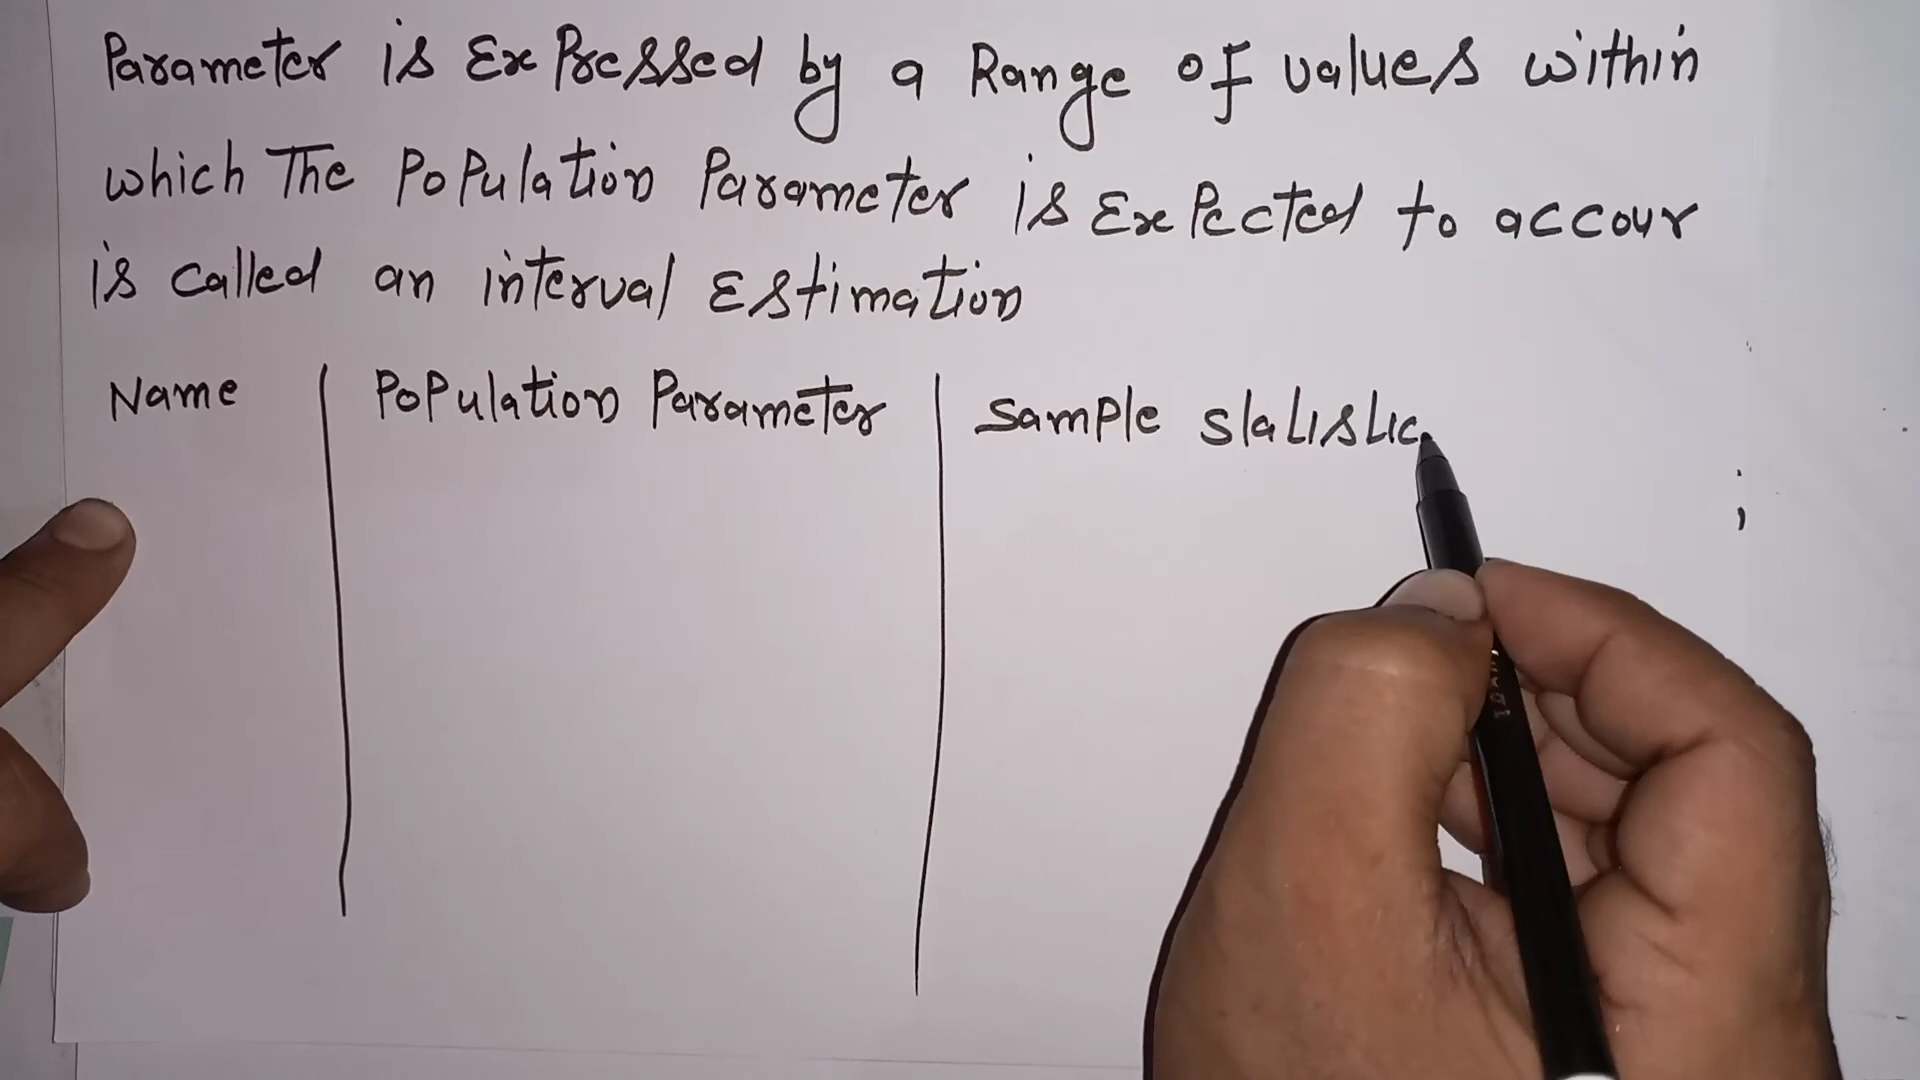 Parameter is Expressed by a Range of values within
which The Population Parameter is Expected to accour
is called an interval Estimation
Name Population Parameter Sample statistic